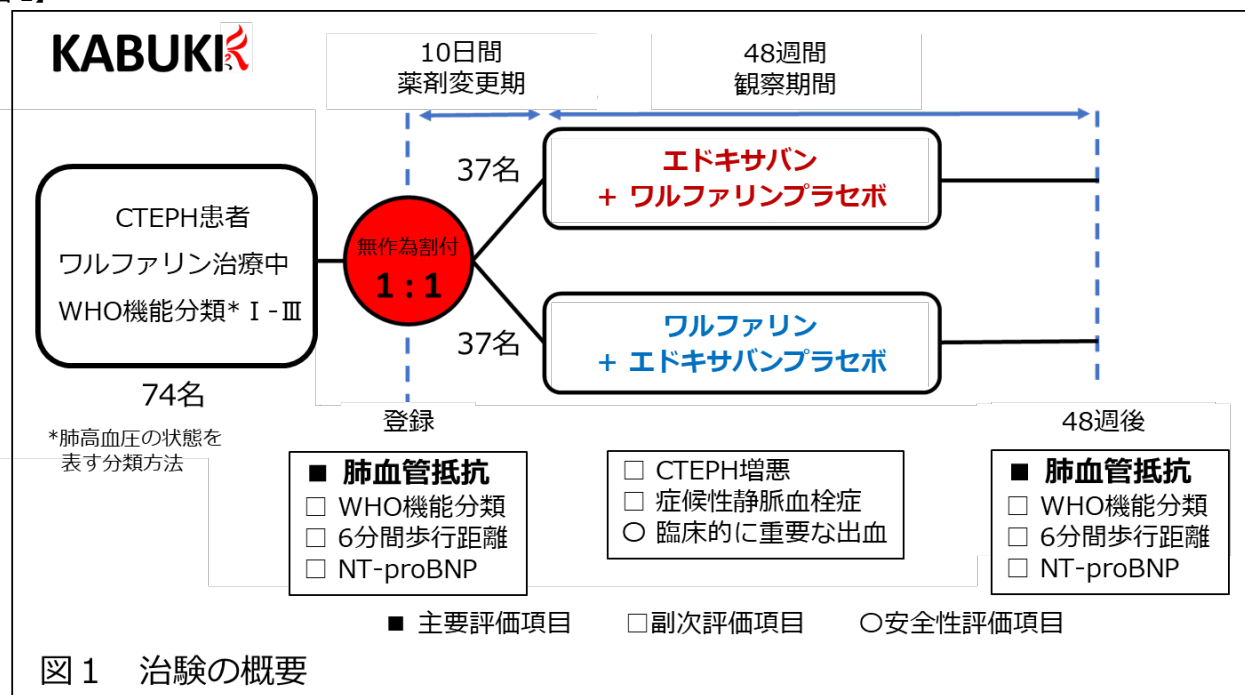 KABUKI
10日間
薬剤変更期
48週間
観察期間
CTEPH患者
ワルファリン治療中
WHO機能分類* Ⅰ-Ⅲ
74名
*肺高血圧の状態を
表す分類方法
無作為割付
1:1
37名
37名
エドキサバン
+ ワルファリンプラセボ
ワルファリン
+ エドキサバンプラセボ
登録
■ 肺血管抵抗
□ WHO機能分類
□ 6分間歩行距離
□ NT-proBNP
□ CTEPH増悪
□ 症候性静脈血栓症
○ 臨床的に重要な出血
48週後
■ 肺血管抵抗
□ WHO機能分類
□ 6分間歩行距離
□ NT-proBNP
■ 主要評価項目 □副次評価項目 ○安全性評価項目
図1 治験の概要